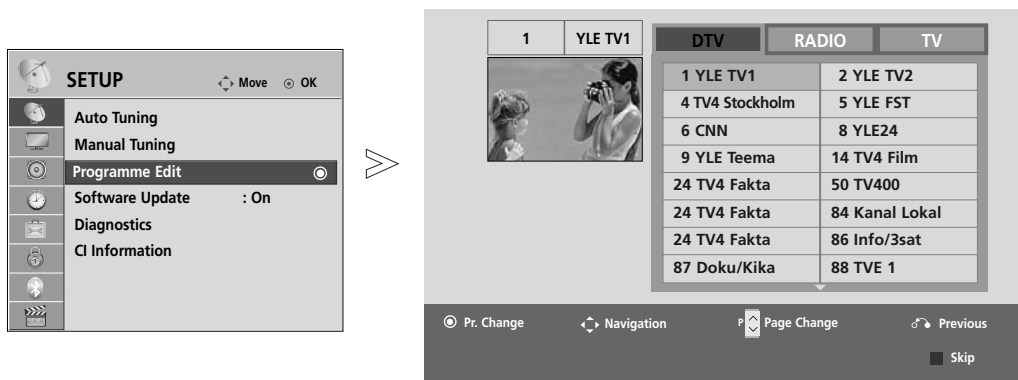 SETUP Move OK
Auto Tuning
Manual Tuning
Programme Edit
Software Update : On
Diagnostics
CI Information
1 YLE TV1
DTV RADIO TV
1 YLE TV1 2 YLE TV2
4 TV4 Stockholm 5 YLE FST
6 CNN 8 YLE24
9 YLE Teema 14 TV4 Film
24 TV4 Fakta 50 TV400
24 TV4 Fakta 84 Kanal Lokal
24 TV4 Fakta 86 Info/3sat
87 Doku/Kika 88 TVE 1
Pr. Change Navigation P Page Change Previous
Skip